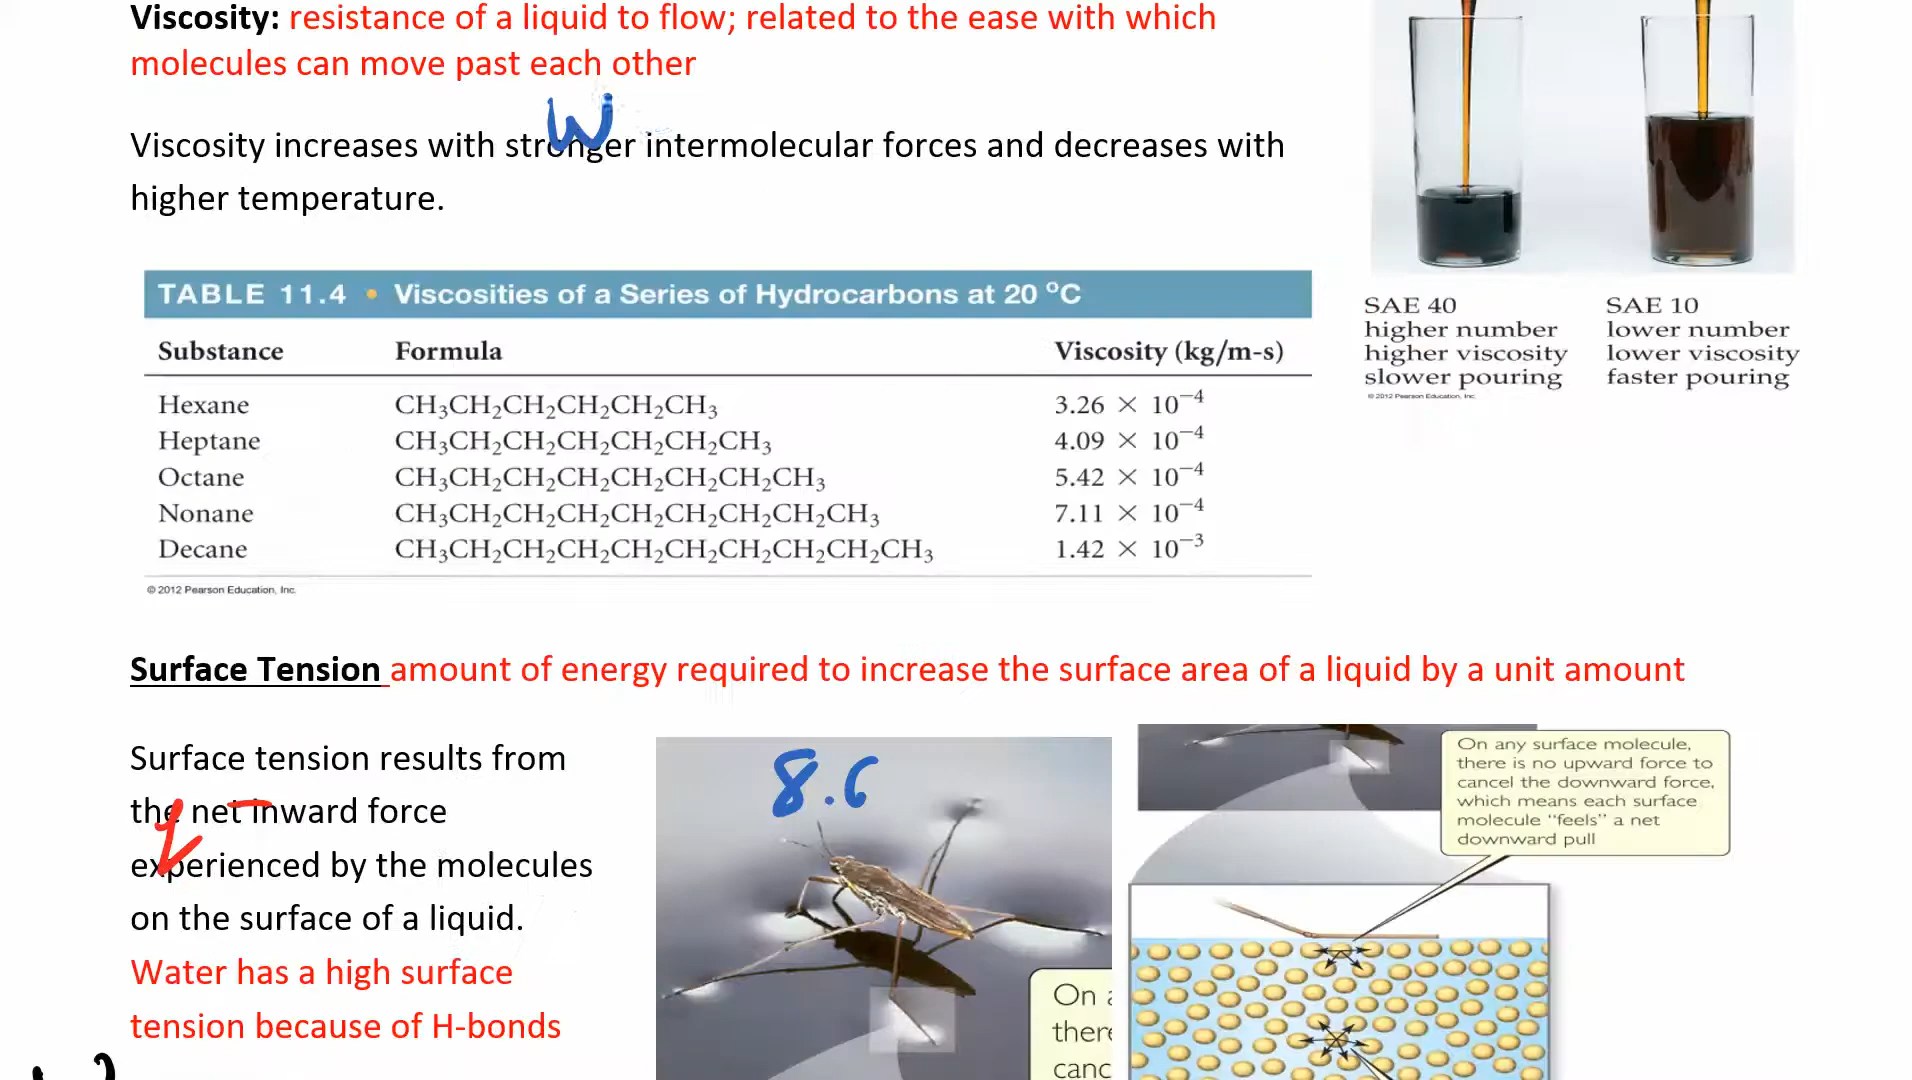 Viscosity: resistance of a liquid to flow; related to the ease with which
molecules can move past each other
W
Viscosity increases with stronger intermolecular forces and decreases with
higher temperature.
TABLE 11.4 • Viscosities of a Series of Hydrocarbons at 20 °C
Substance Formula Viscosity (kg/m-s)
Hexane CH₃CH₂CH₂CH₂CH₂CH₃ 3.26 × 10⁻⁴
Heptane CH₃CH₂CH₂CH₂CH₂CH₂CH₃ 4.09 × 10⁻⁴
Octane CH₃CH₂CH₂CH₂CH₂CH₂CH₂CH₃ 5.42 × 10⁻⁴
Nonane CH₃CH₂CH₂CH₂CH₂CH₂CH₂CH₂CH₃ 7.11 × 10⁻⁴
Decane CH₃CH₂CH₂CH₂CH₂CH₂CH₂CH₂CH₂CH₃ 1.42 × 10⁻³
© 2012 Pearson Education, Inc.
SAE 40
higher number
higher viscosity
slower pouring
© 2012 Pearson Education, Inc.
SAE 10
lower number
lower viscosity
faster pouring
Surface Tension amount of energy required to increase the surface area of a liquid by a unit amount
Surface tension results from
the net inward force
experienced by the molecules
on the surface of a liquid.
Water has a high surface
tension because of H-bonds
8.6
On any surface molecule,
there is no upward force to
cancel the downward force,
which means each surface
molecule “feels” a net
downward pull
On
there
canc